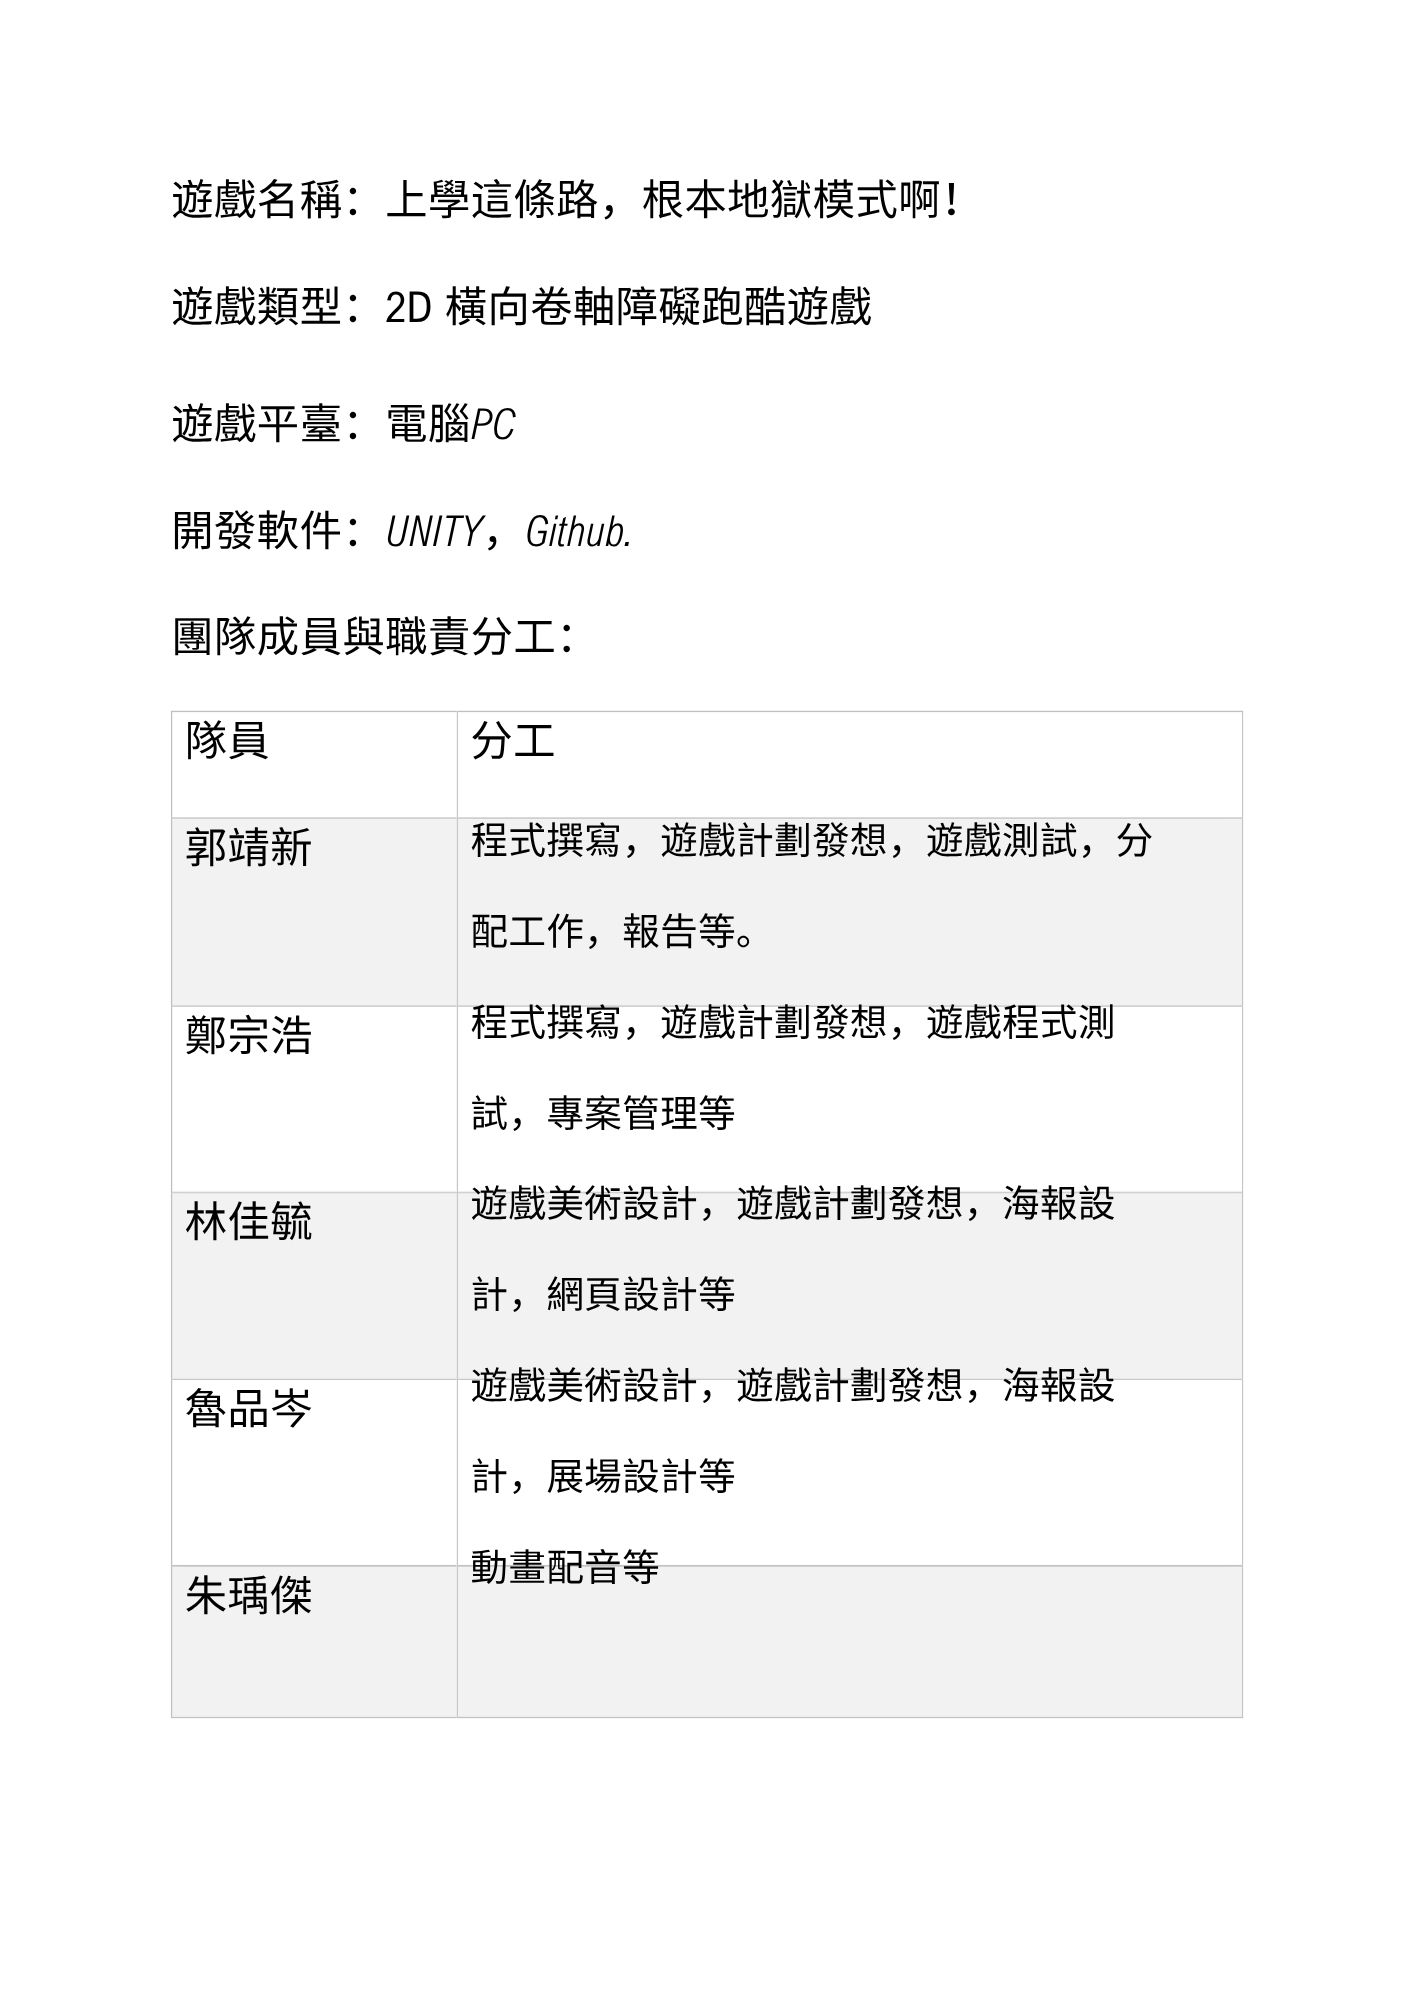 遊戲名稱：上學這條路，根本地獄模式啊！
遊戲類型：2D 橫向卷軸障礙跑酷遊戲
遊戲平臺：電腦PC
開發軟件：UNITY，Github.
團隊成員與職責分工：
隊員 分工
郭靖新 程式撰寫，遊戲計劃發想，遊戲測試，分
配工作，報告等。
鄭宗浩 程式撰寫，遊戲計劃發想，遊戲程式測
試，專案管理等
林佳毓 遊戲美術設計，遊戲計劃發想，海報設
計，網頁設計等
魯品岑 遊戲美術設計，遊戲計劃發想，海報設
計，展場設計等
朱瑀傑 動畫配音等